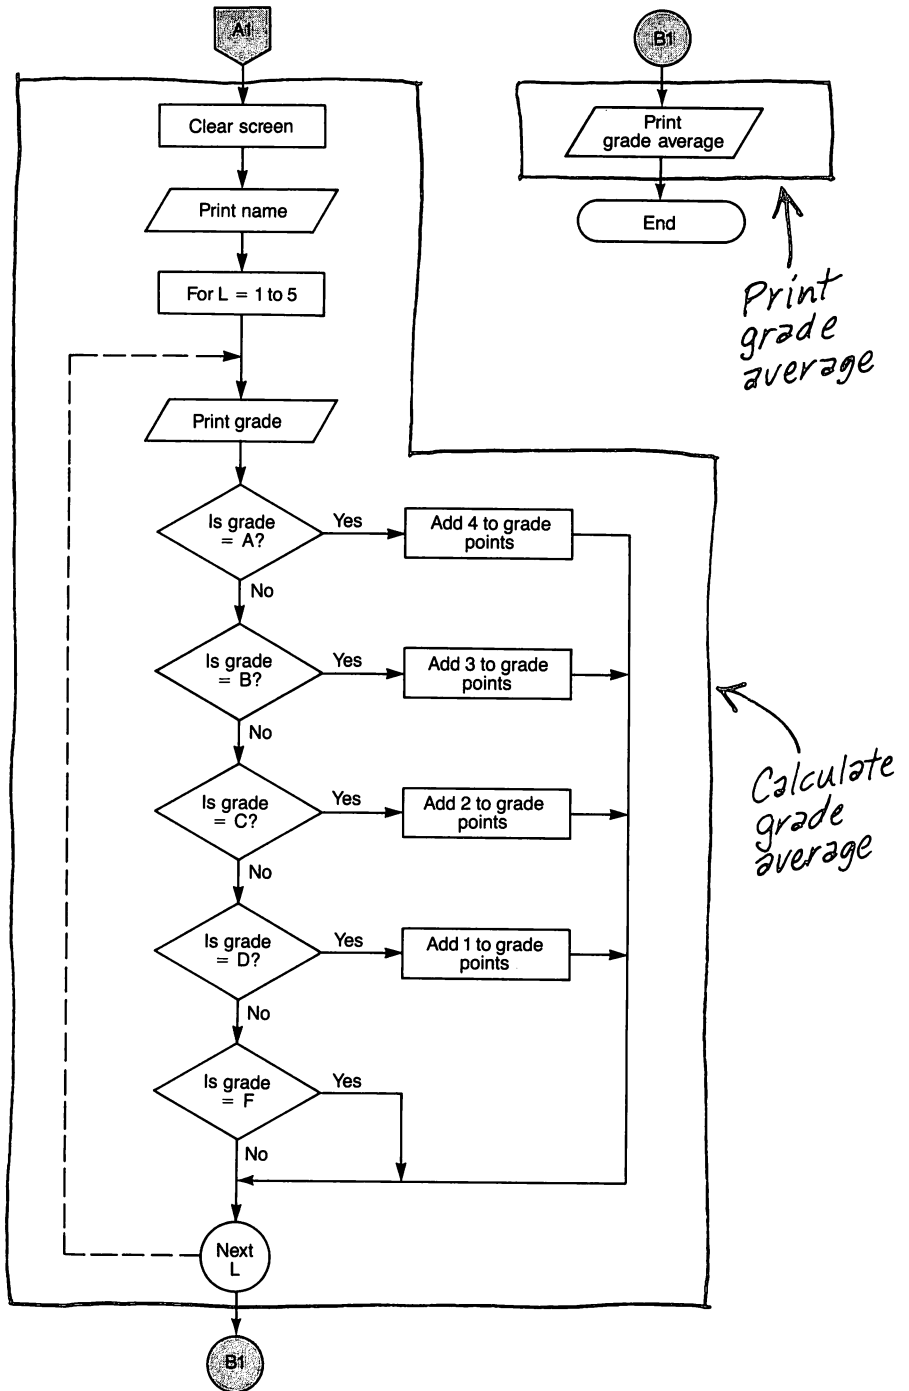 A1
Clear screen
Print name
For L = 1 to 5
Print grade
Is grade
= A?
Yes
Add 4 to grade
points
No
Is grade
= B?
Yes
Add 3 to grade
points
No
Is grade
= C?
Yes
Add 2 to grade
points
No
Is grade
= D?
Yes
Add 1 to grade
points
No
Is grade
= F
Yes
No
Next
L
B1
B1
Print
grade average
End
Print
grade
average
Calculate
grade
average